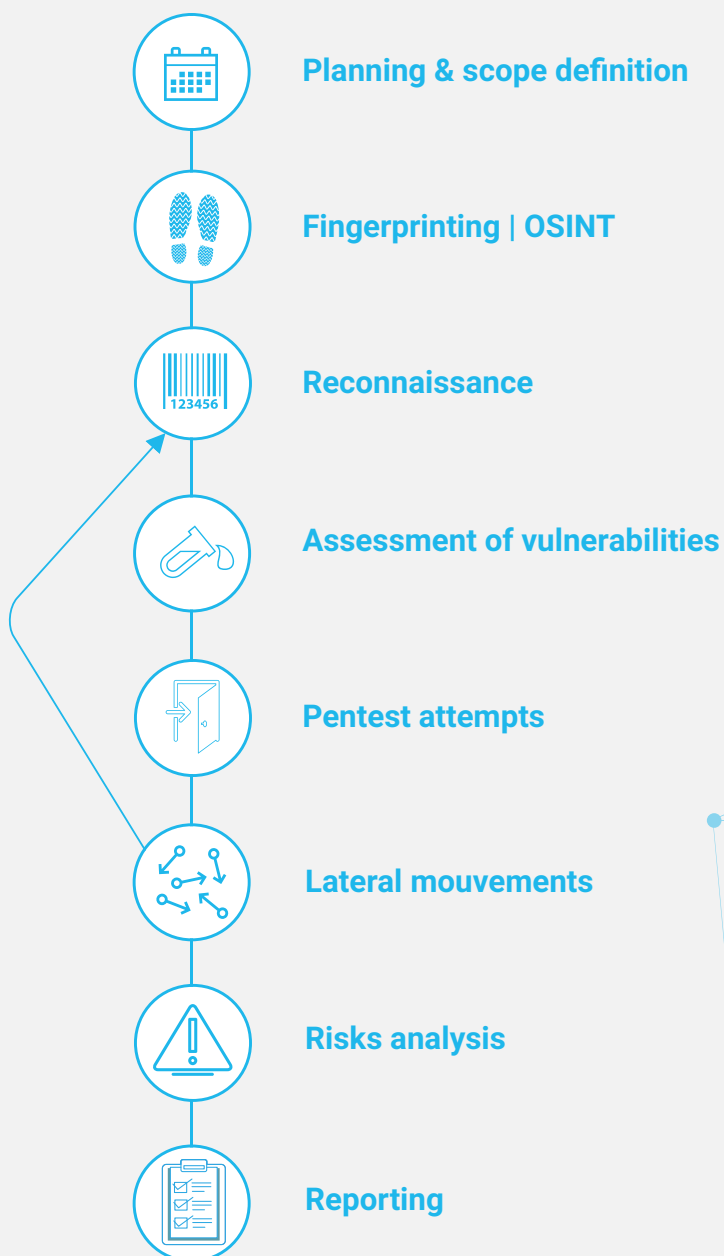 Planning & scope definition
Fingerprinting | OSINT
123456
Reconnaissance
Assessment of vulnerabilities
Pentest attempts
Lateral mouvements
Risks analysis
Reporting